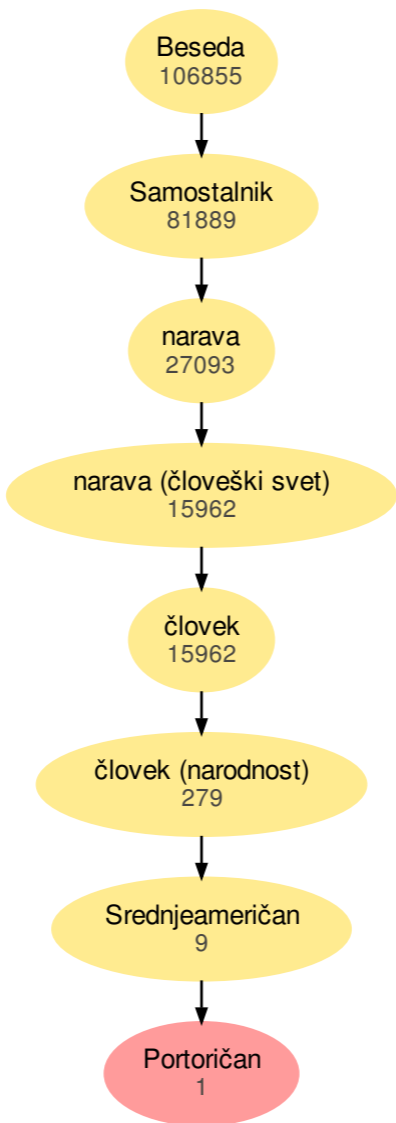 Beseda
106855
Samostalnik
81889
narava
27093
narava (človeški svet)
15962
človek
15962
človek (narodnost)
279
Srednjeameričan
9
Portoričan
1